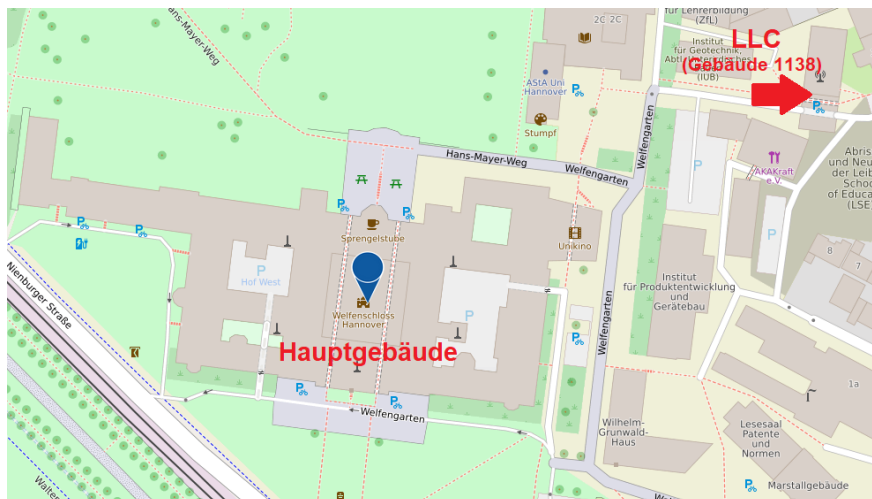 für Lehrerbildung
(ZfL)
2C 2C
Hans-Mayer-Weg
Institut
für Geotechnik,
Abtl. Unterirdisches
(IUB)
LLC
(Gebäude 1138)
AStA Uni
Hannover
Stumpf
Hans-Mayer-Weg
Welfengarten
Welfengarten
P
AKAKraft
e.V.
Abris
und Neu
der Leib
Schoo
of Educa
(LSE)
Sprengelstube
Unikino
P
Hof West
P
P
8
7
Institut
für Produktentwicklung
und
Gerätebau
Nienburger Straße
Welfenschloss
Hannover
Hauptgebäude
Welfengarten
Welfengarten
1a
Wilhelm-
Grunwald-
Haus
Lesesaal
Patente
und
Normen
Marstallgebäude
Walter